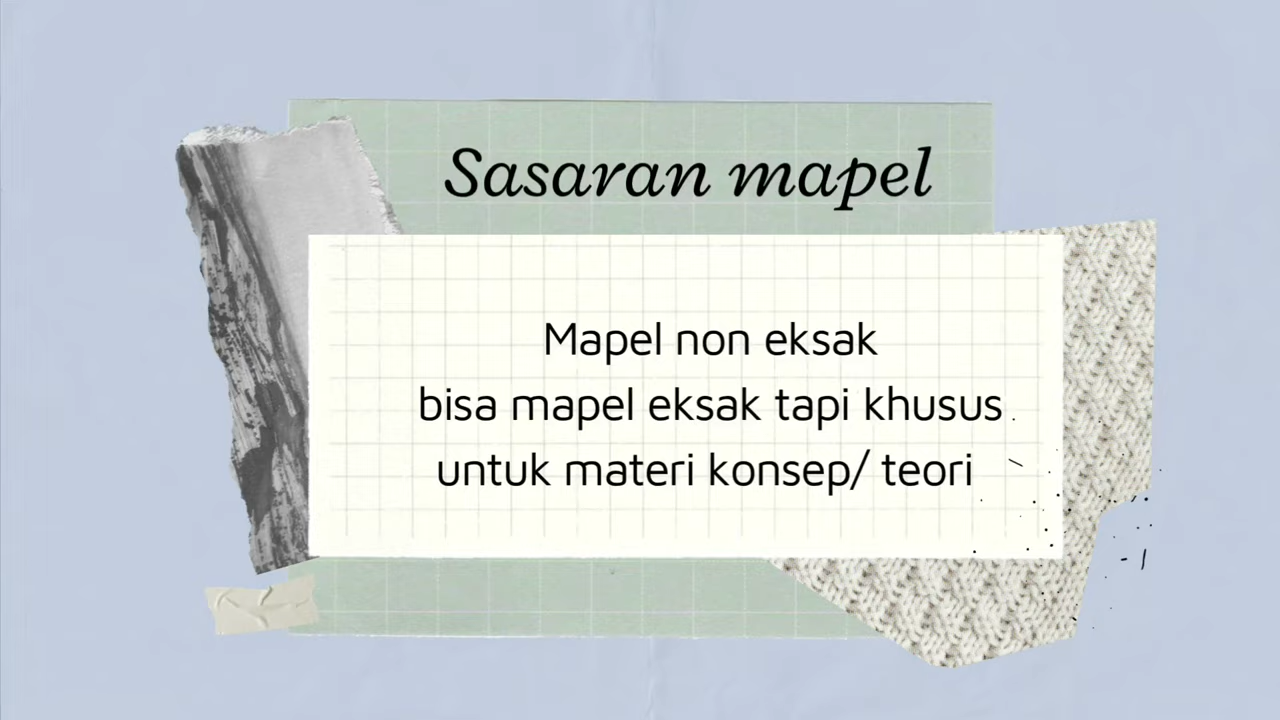 Sasaran mapel
Mapel non eksak
bisa mapel eksak tapi khusus
untuk materi konsep/ teori